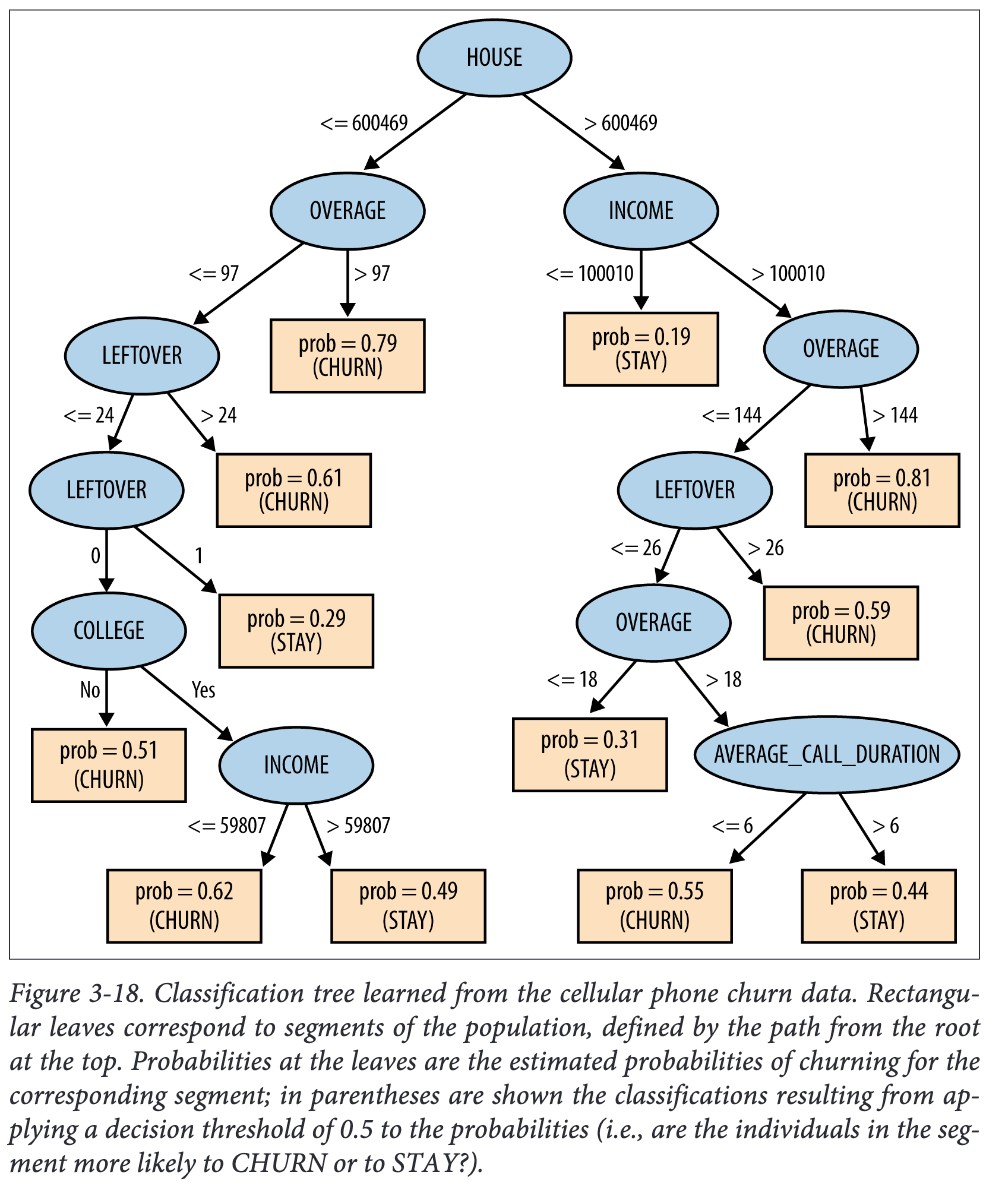 HOUSE
<= 600469
> 600469
OVERAGE
INCOME
<= 97
> 97
<= 100010
> 100010
LEFTOVER
prob = 0.79
(CHURN)
prob = 0.19
(STAY)
OVERAGE
<= 24
> 24
<= 144
> 144
LEFTOVER
prob = 0.61
(CHURN)
LEFTOVER
prob = 0.81
(CHURN)
0
1
<= 26
> 26
COLLEGE
prob = 0.29
(STAY)
OVERAGE
prob = 0.59
(CHURN)
No
Yes
<= 18
> 18
prob = 0.51
(CHURN)
INCOME
prob = 0.31
(STAY)
AVERAGE_CALL_DURATION
<= 59807
> 59807
<= 6
> 6
prob = 0.62
(CHURN)
prob = 0.49
(STAY)
prob = 0.55
(CHURN)
prob = 0.44
(STAY)
Figure 3-18. Classification tree learned from the cellular phone churn data. Rectangu-
lar leaves correspond to segments of the population, defined by the path from the root
at the top. Probabilities at the leaves are the estimated probabilities of churning for the
corresponding segment; in parentheses are shown the classifications resulting from ap-
plying a decision threshold of 0.5 to the probabilities (i.e., are the individuals in the seg-
ment more likely to CHURN or to STAY?).